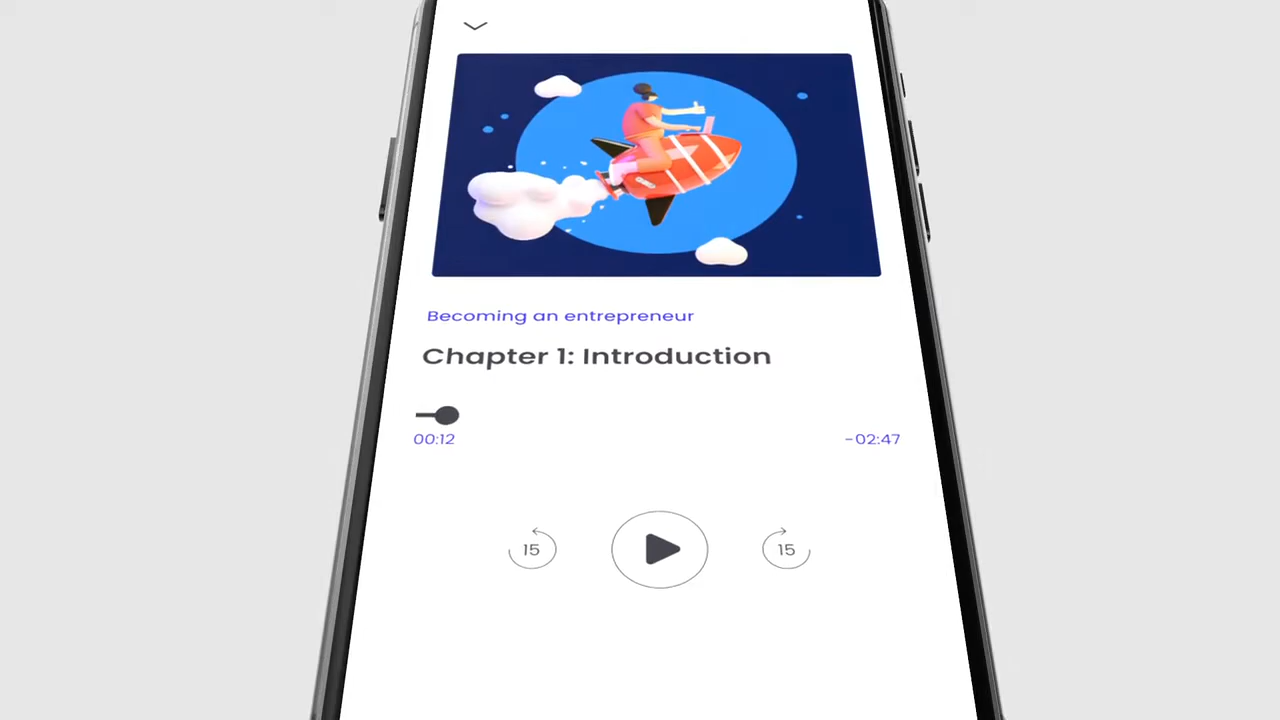 Becoming an entrepreneur
Chapter 1: Introduction
00:12
-02:47
15
15